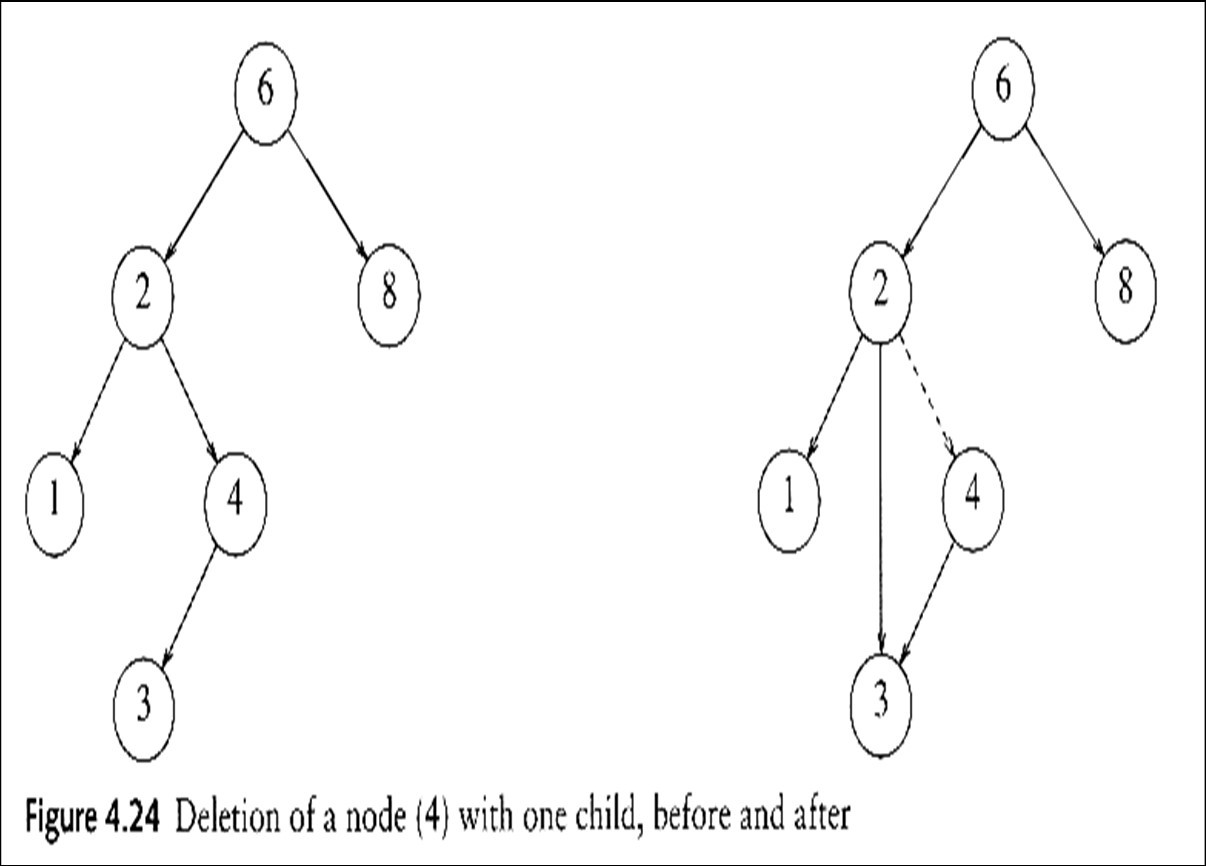 6 6
2 8 2 8
1 4 1 4
3 3
Figure 4.24 Deletion of a node (4) with one child, before and after